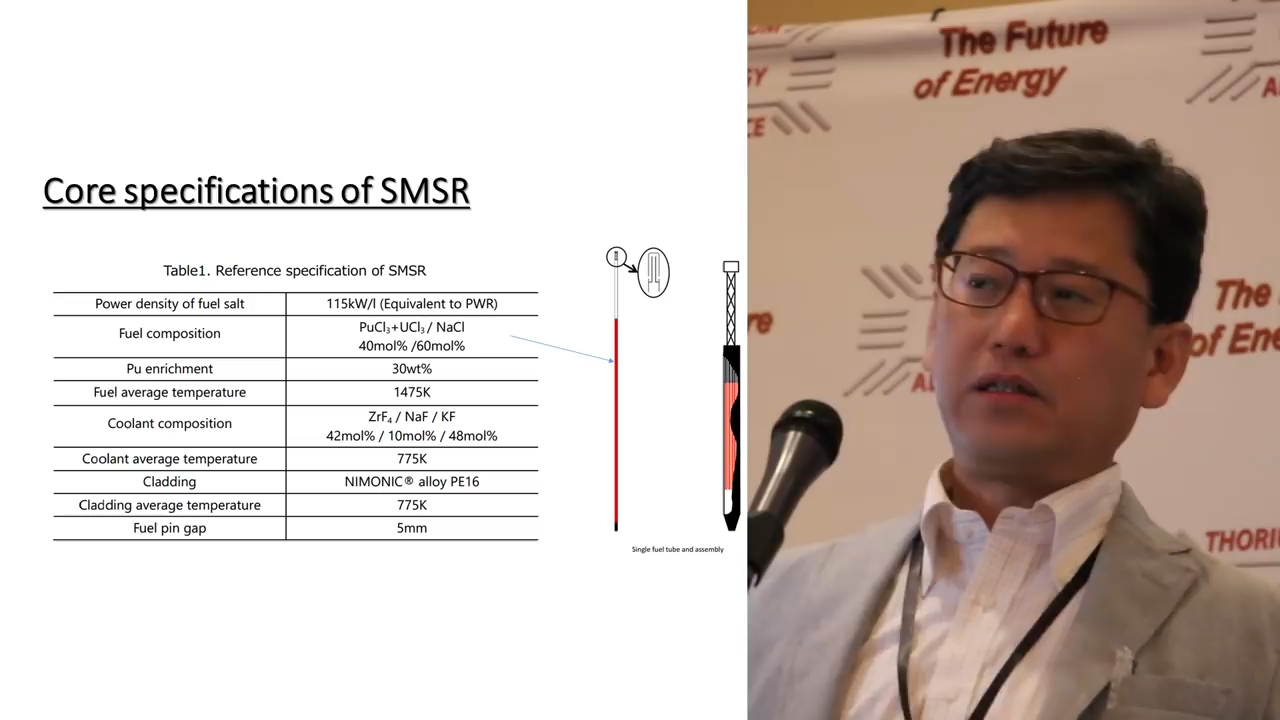 Core specifications of SMSR
Table1. Reference specification of SMSR
Power density of fuel salt 115kW/l (Equivalent to PWR)
Fuel composition PuCl₃+UCl₃ / NaCl
40mol% /60mol%
Pu enrichment 30wt%
Fuel average temperature 1475K
Coolant composition ZrF₄ / NaF / KF
42mol% / 10mol% / 48mol%
Coolant average temperature 775K
Cladding NIMONIC® alloy PE16
Cladding average temperature 775K
Fuel pin gap 5mm
Single fuel tube and assembly
The Future
of Energy
The
of Ene
THORI